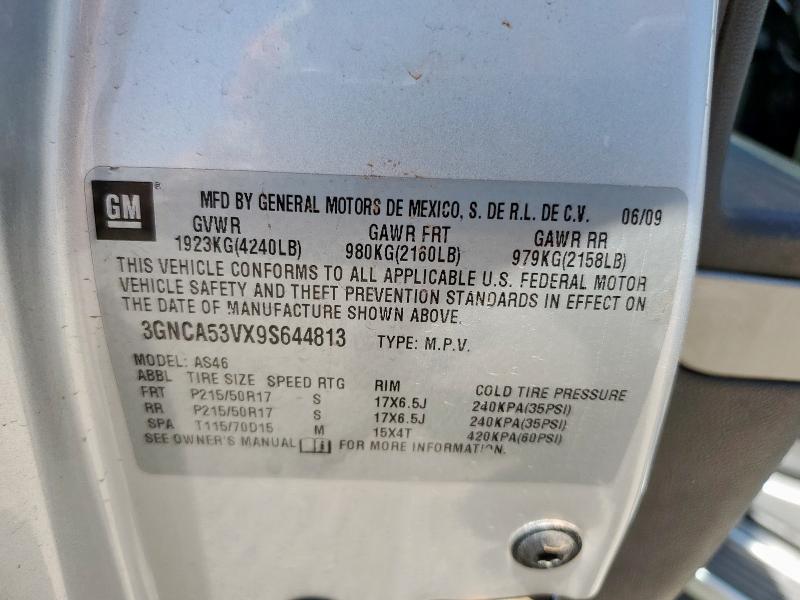 GM ® MFD BY GENERAL MOTORS DE MEXICO, S. DE R.L. DE C.V. 06/09
GVWR GAWR FRT GAWR RR
1923KG(4240LB) 980KG(2160LB) 979KG(2158LB)
THIS VEHICLE CONFORMS TO ALL APPLICABLE U.S. FEDERAL MOTOR
VEHICLE SAFETY AND THEFT PREVENTION STANDARDS IN EFFECT ON
THE DATE OF MANUFACTURE SHOWN ABOVE.
3GNCA53VX9S644813 TYPE: M.P.V.
MODEL: AS46
ABBL TIRE SIZE SPEED RTG RIM COLD TIRE PRESSURE
FRT P215/50R17 S 17X6.5J 240KPA(35PSI)
RR P215/50R17 S 17X6.5J 240KPA(35PSI)
SPA T115/70D15 M 15X4T 420KPA(60PSI)
SEE OWNER'S MANUAL FOR MORE INFORMATION.